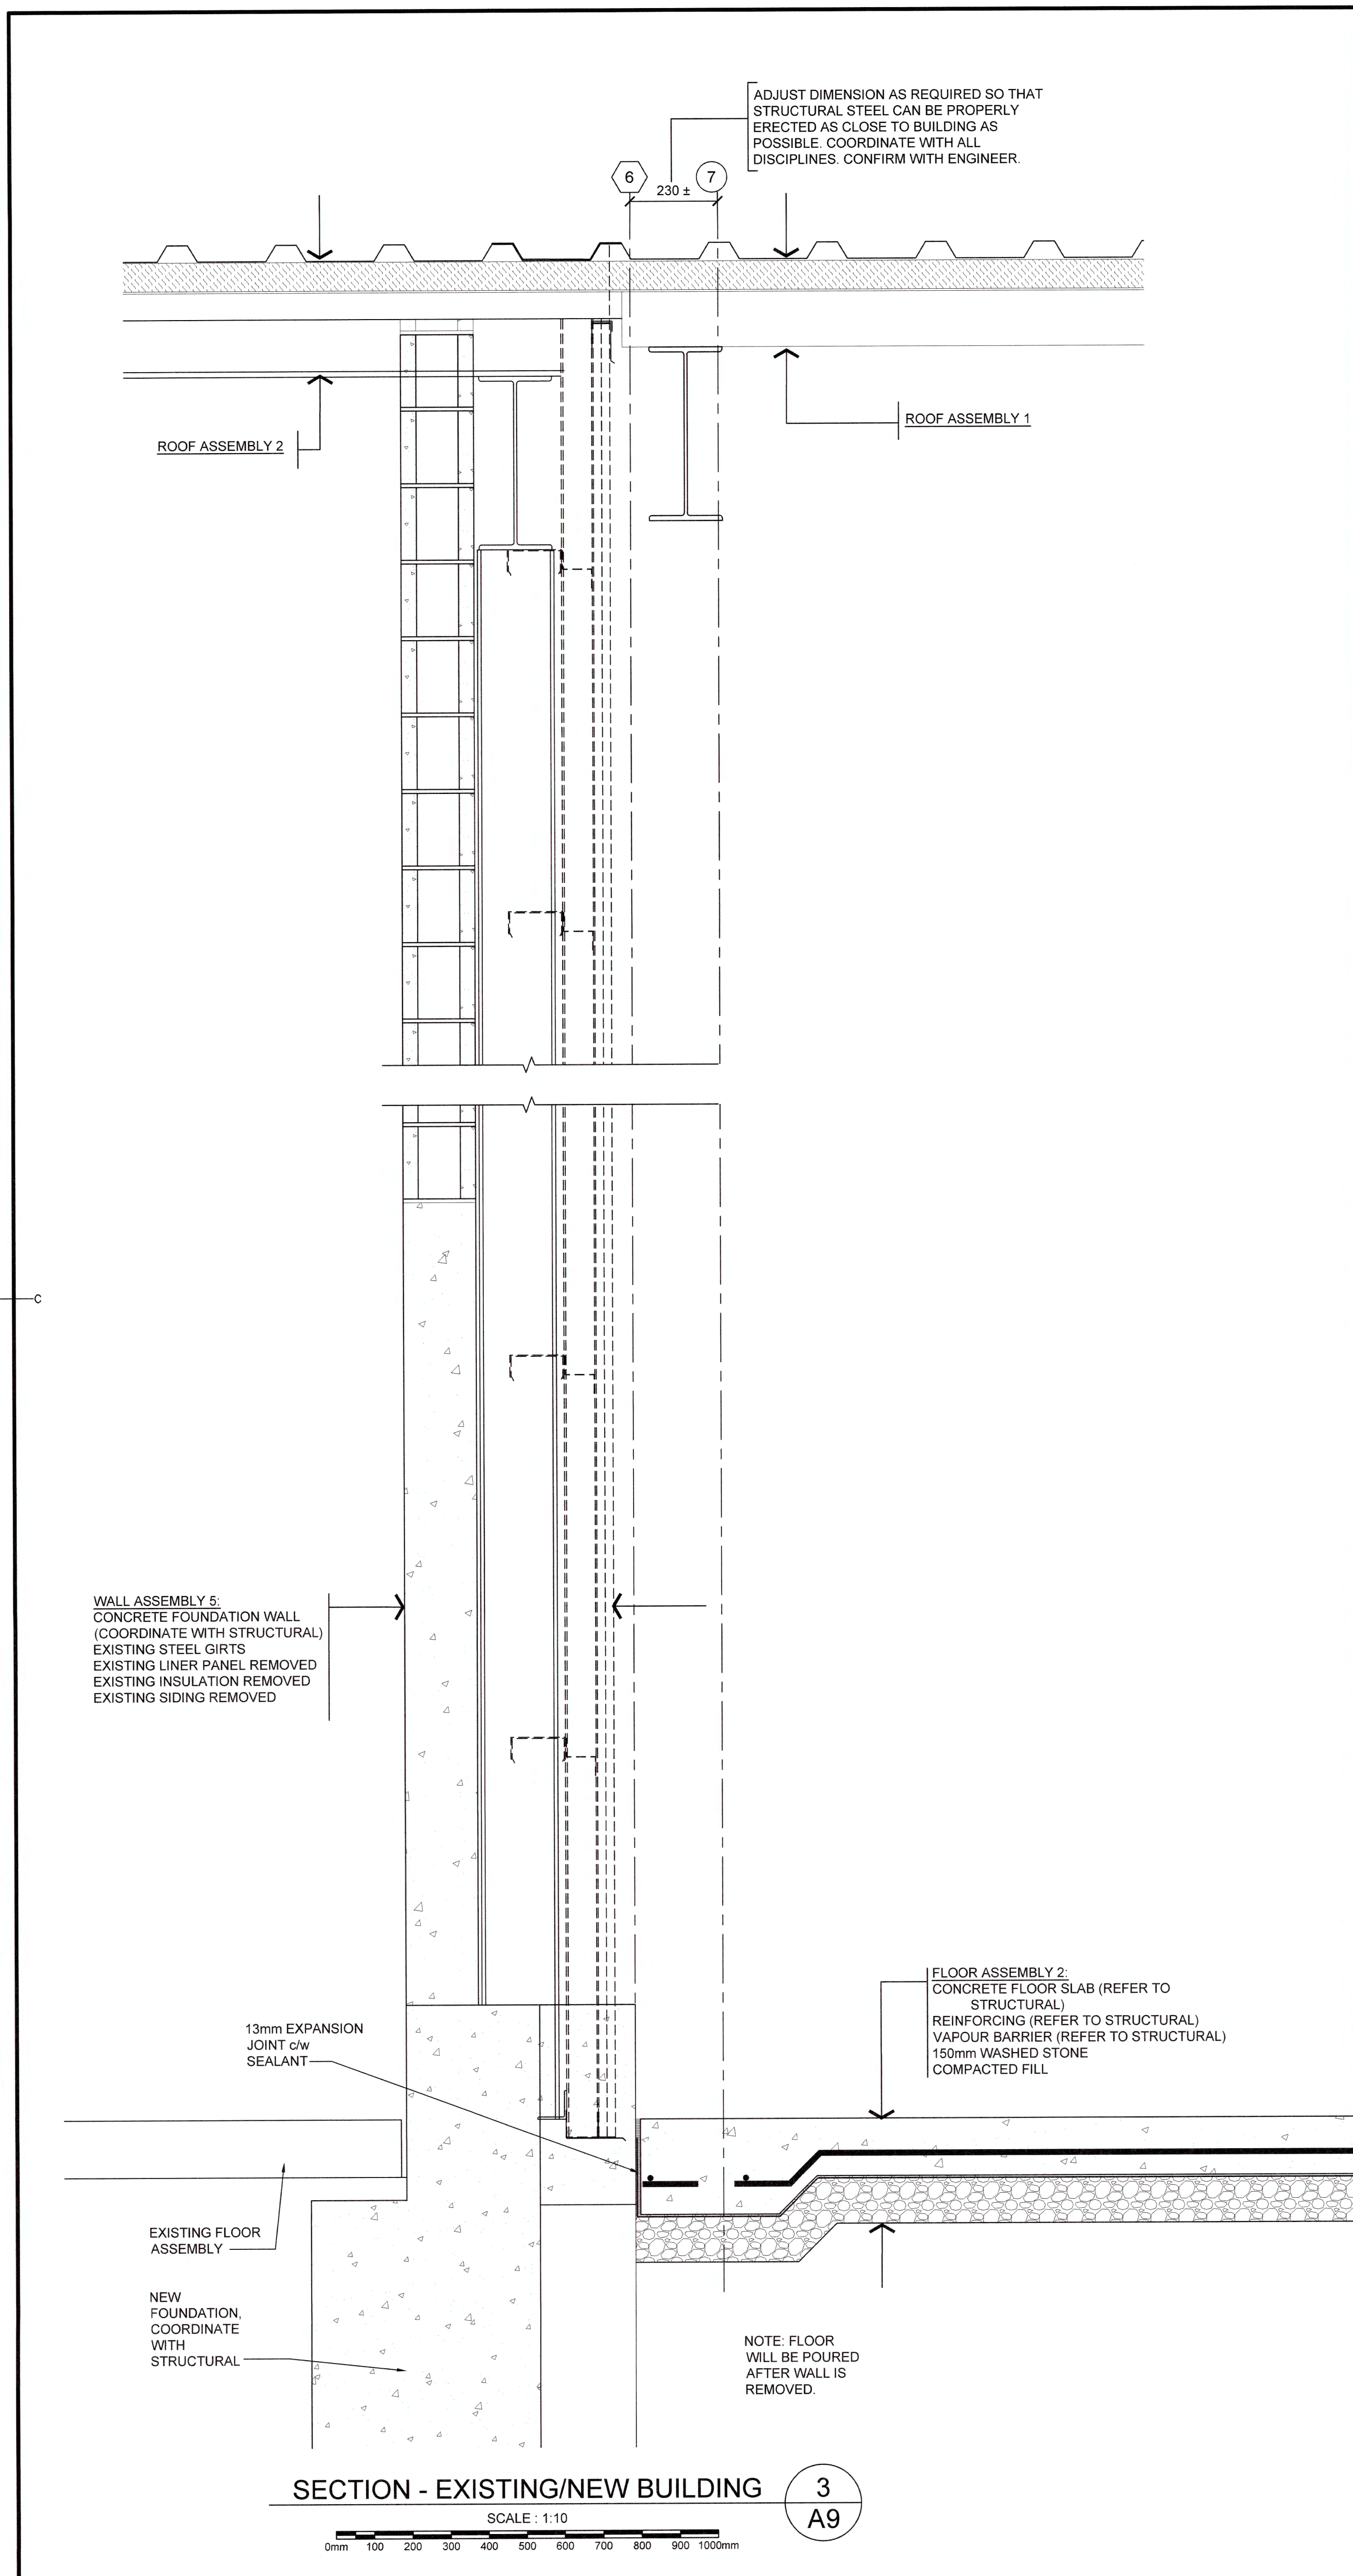 ADJUST DIMENSION AS REQUIRED SO THAT
STRUCTURAL STEEL CAN BE PROPERLY
ERECTED AS CLOSE TO BUILDING AS
POSSIBLE. COORDINATE WITH ALL
DISCIPLINES. CONFIRM WITH ENGINEER.
6
7
230 ±
ROOF ASSEMBLY 2
ROOF ASSEMBLY 1
C
WALL ASSEMBLY 5:
CONCRETE FOUNDATION WALL
(COORDINATE WITH STRUCTURAL)
EXISTING STEEL GIRTS
EXISTING LINER PANEL REMOVED
EXISTING INSULATION REMOVED
EXISTING SIDING REMOVED
FLOOR ASSEMBLY 2:
CONCRETE FLOOR SLAB (REFER TO
STRUCTURAL)
REINFORCING (REFER TO STRUCTURAL)
VAPOUR BARRIER (REFER TO STRUCTURAL)
150mm WASHED STONE
COMPACTED FILL
13mm EXPANSION
JOINT c/w
SEALANT
EXISTING FLOOR
ASSEMBLY
NEW
FOUNDATION,
COORDINATE
WITH
STRUCTURAL
NOTE: FLOOR
WILL BE POURED
AFTER WALL IS
REMOVED.
SECTION - EXISTING/NEW BUILDING
3
A9
SCALE : 1:10
0mm 100 200 300 400 500 600 700 800 900 1000mm